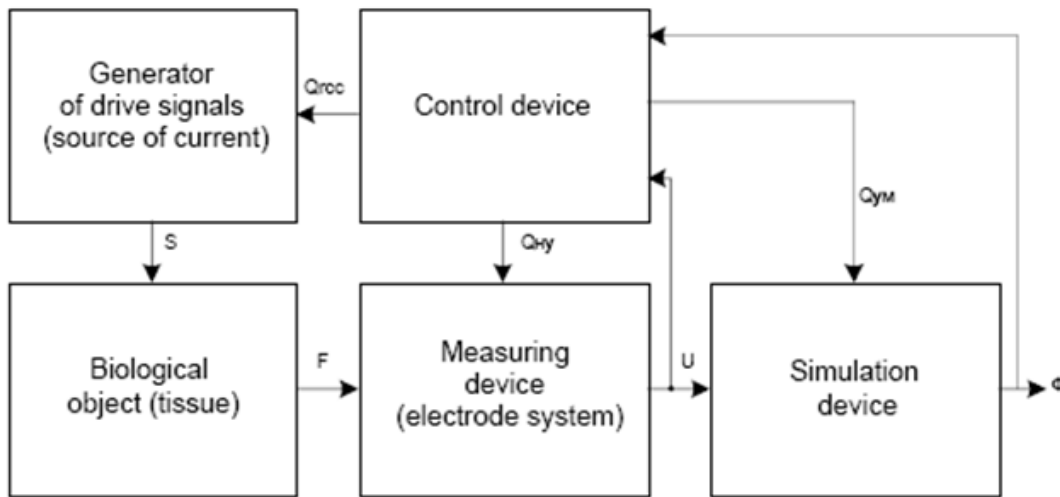 Generator
of drive signals
(source of current)
Qгcc
Control device
S
Qну
Qум
Biological
object (tissue)
F
Measuring
device
(electrode system)
U
Simulation
device